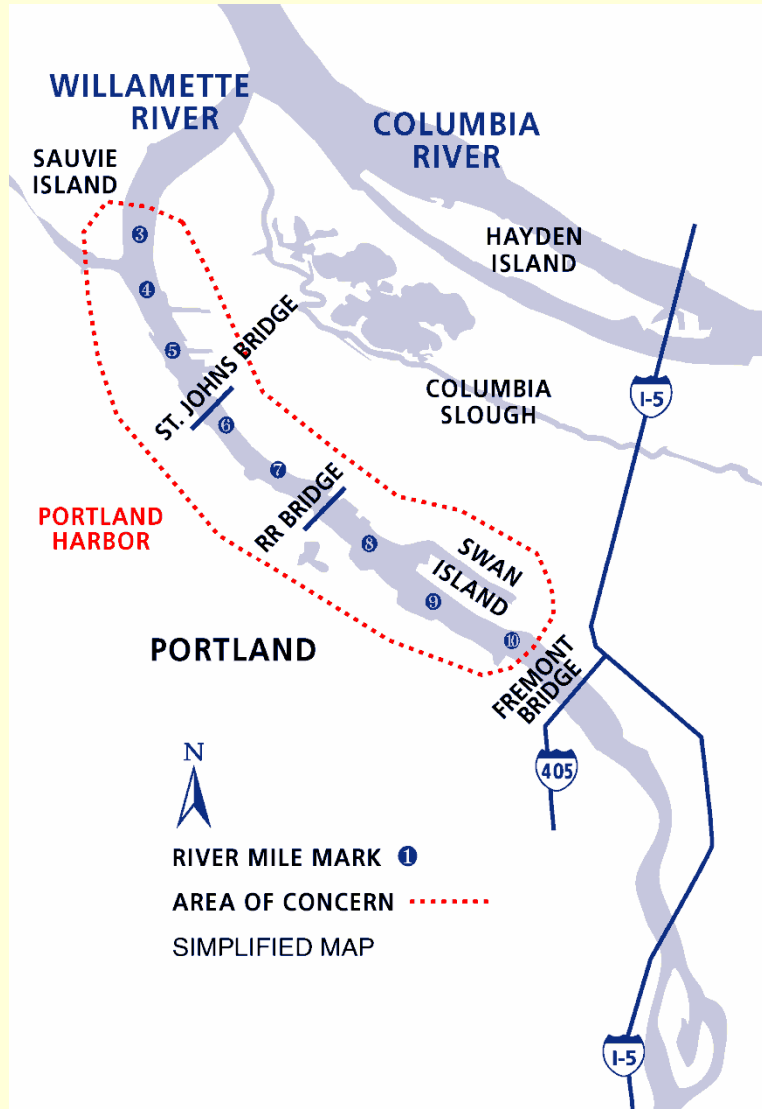 WILLAMETTE
RIVER
COLUMBIA
RIVER
SAUVIE
ISLAND
HAYDEN
ISLAND
3
4
5
ST. JOHNS BRIDGE
COLUMBIA
SLOUGH
I-5
6
7
RR BRIDGE
PORTLAND
HARBOR
8
SWAN
ISLAND
9
10
PORTLAND
FREMONT
BRIDGE
405
N
RIVER MILE MARK 1
AREA OF CONCERN
SIMPLIFIED MAP
I-5